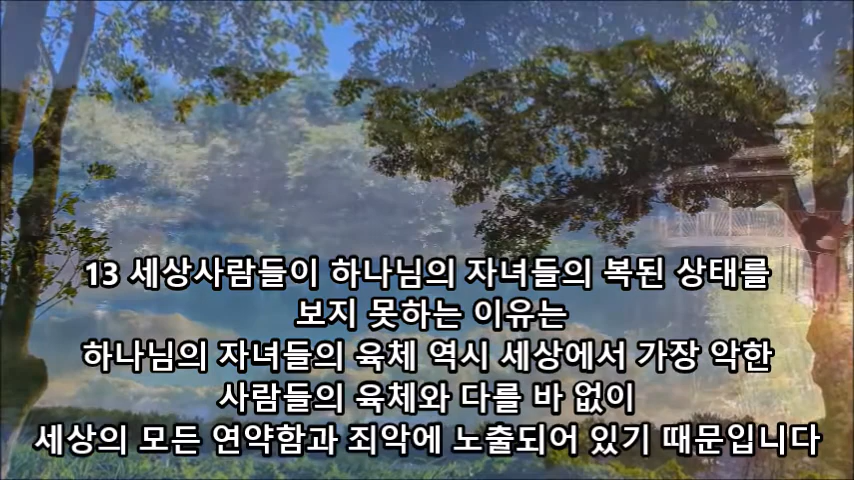 13 세상사람들이 하나님의 자녀들의 복된 상태를
보지 못하는 이유는
하나님의 자녀들의 육체 역시 세상에서 가장 악한
사람들의 육체와 다를 바 없이
세상의 모든 연약함과 죄악에 노출되어 있기 때문입니다